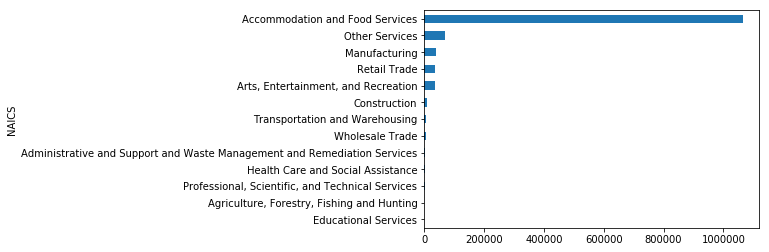 NAICS
Accommodation and Food Services
Other Services
Manufacturing
Retail Trade
Arts, Entertainment, and Recreation
Construction
Transportation and Warehousing
Wholesale Trade
Administrative and Support and Waste Management and Remediation Services
Health Care and Social Assistance
Professional, Scientific, and Technical Services
Agriculture, Forestry, Fishing and Hunting
Educational Services
0 200000 400000 600000 800000 1000000